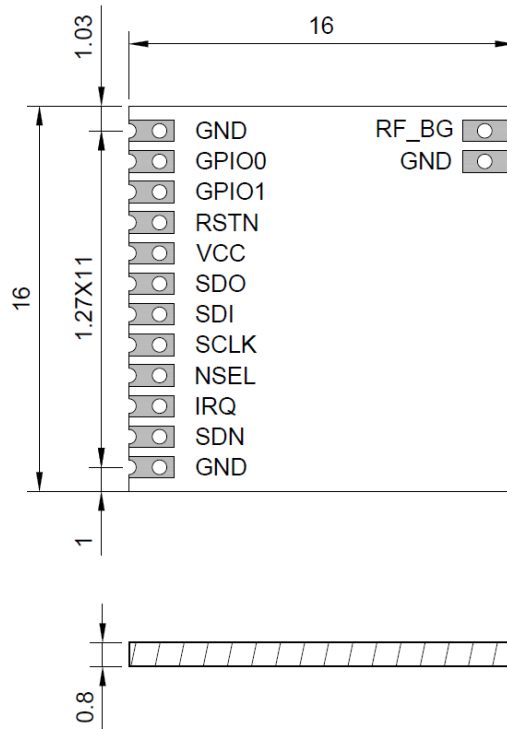 1.03
16
GND RF_BG
GPIO0 GND
GPIO1
RSTN
VCC
SDO
16
1.27X11
SDI
SCLK
NSEL
IRQ
SDN
GND
1
0.8